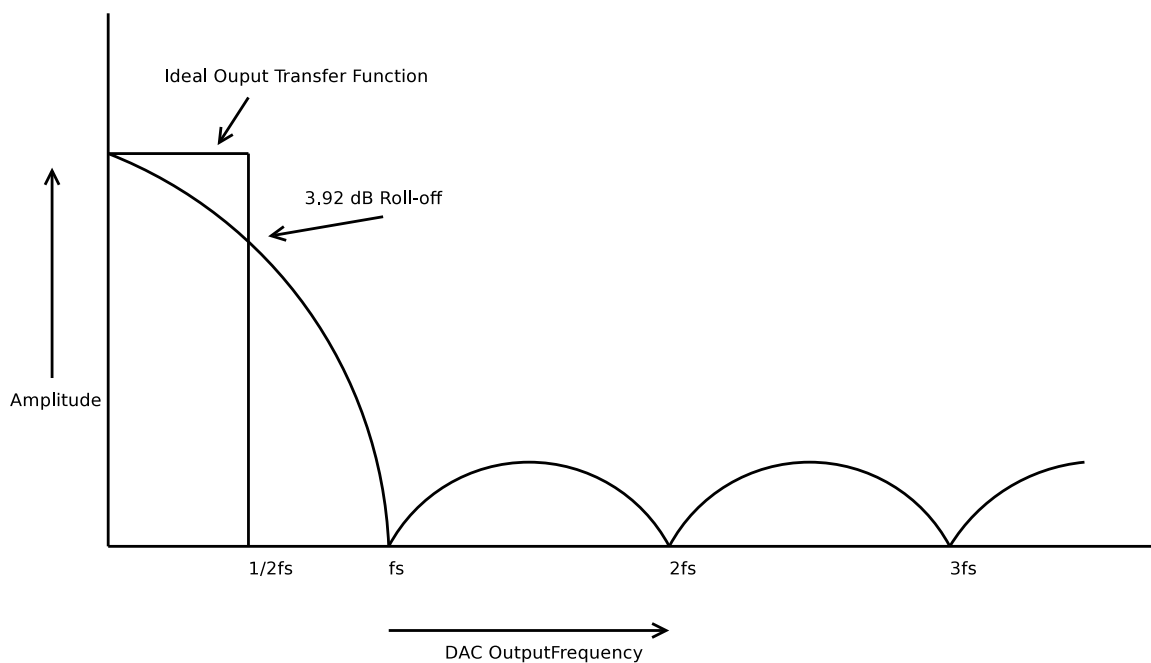 Ideal Ouput Transfer Function
3.92 dB Roll-off
Amplitude
1/2fs
fs
2fs
3fs
DAC OutputFrequency